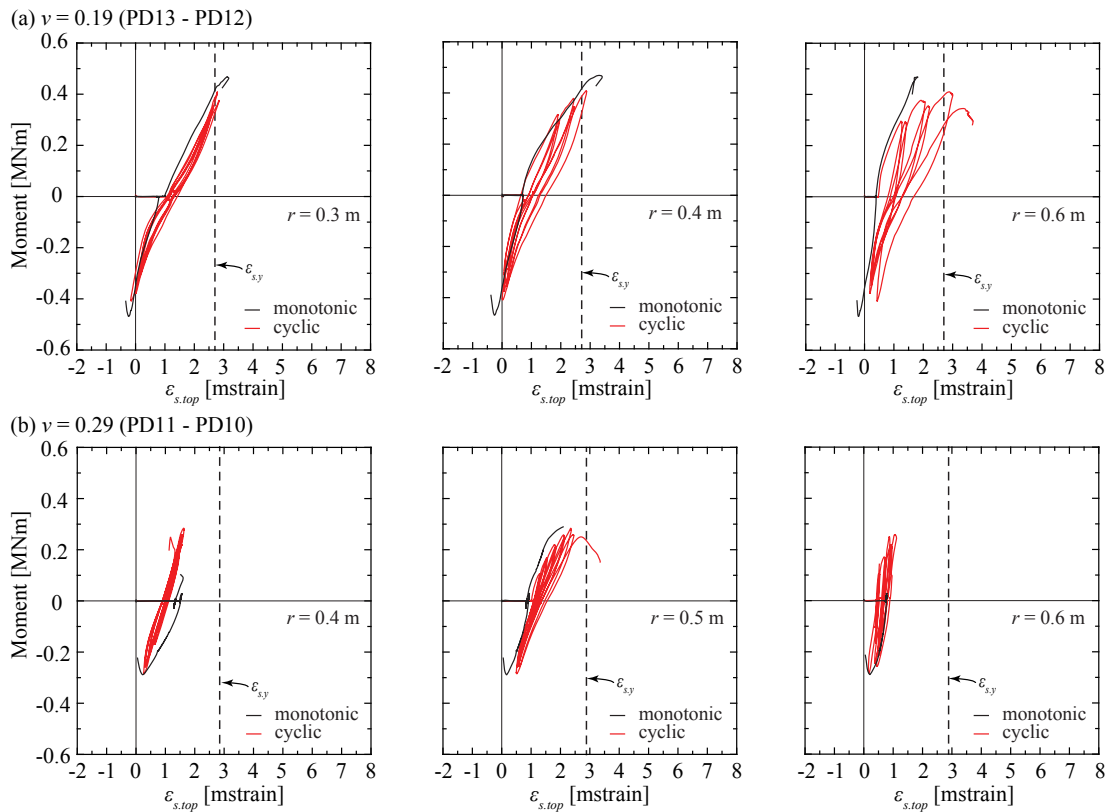 (a) v = 0.19 (PD13 - PD12)
0.6
0.4
0.2
0
-0.2
-0.4
-0.6
Moment [MNm]
r = 0.3 m
εs,y
monotonic
cyclic
-2 -1 0 1 2 3 4 5 6 7 8
εs,top [mstrain]
r = 0.4 m
εs,y
monotonic
cyclic
-2 -1 0 1 2 3 4 5 6 7 8
εs,top [mstrain]
r = 0.6 m
εs,y
monotonic
cyclic
-2 -1 0 1 2 3 4 5 6 7 8
εs,top [mstrain]
(b) v = 0.29 (PD11 - PD10)
0.6
0.4
0.2
0
-0.2
-0.4
-0.6
Moment [MNm]
r = 0.4 m
εs,y
monotonic
cyclic
-2 -1 0 1 2 3 4 5 6 7 8
εs,top [mstrain]
r = 0.5 m
εs,y
monotonic
cyclic
-2 -1 0 1 2 3 4 5 6 7 8
εs,top [mstrain]
r = 0.6 m
εs,y
monotonic
cyclic
-2 -1 0 1 2 3 4 5 6 7 8
εs,top [mstrain]